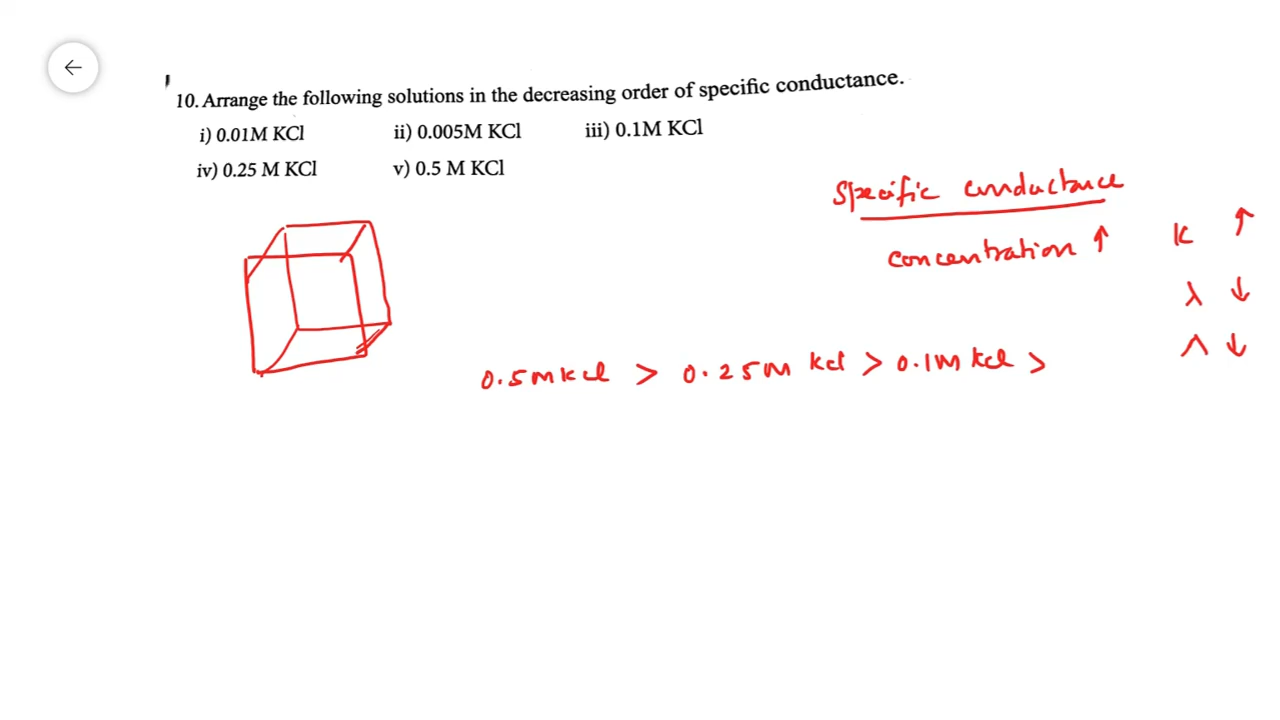 10. Arrange the following solutions in the decreasing order of specific conductance.
i) 0.01M KCl ii) 0.005M KCl iii) 0.1M KCl
iv) 0.25 M KCl v) 0.5 M KCl
Specific conductance
Concentration ↑ K ↑
λ ↓
Λ ↓
0.5M KCl > 0.25M KCl > 0.1M KCl >